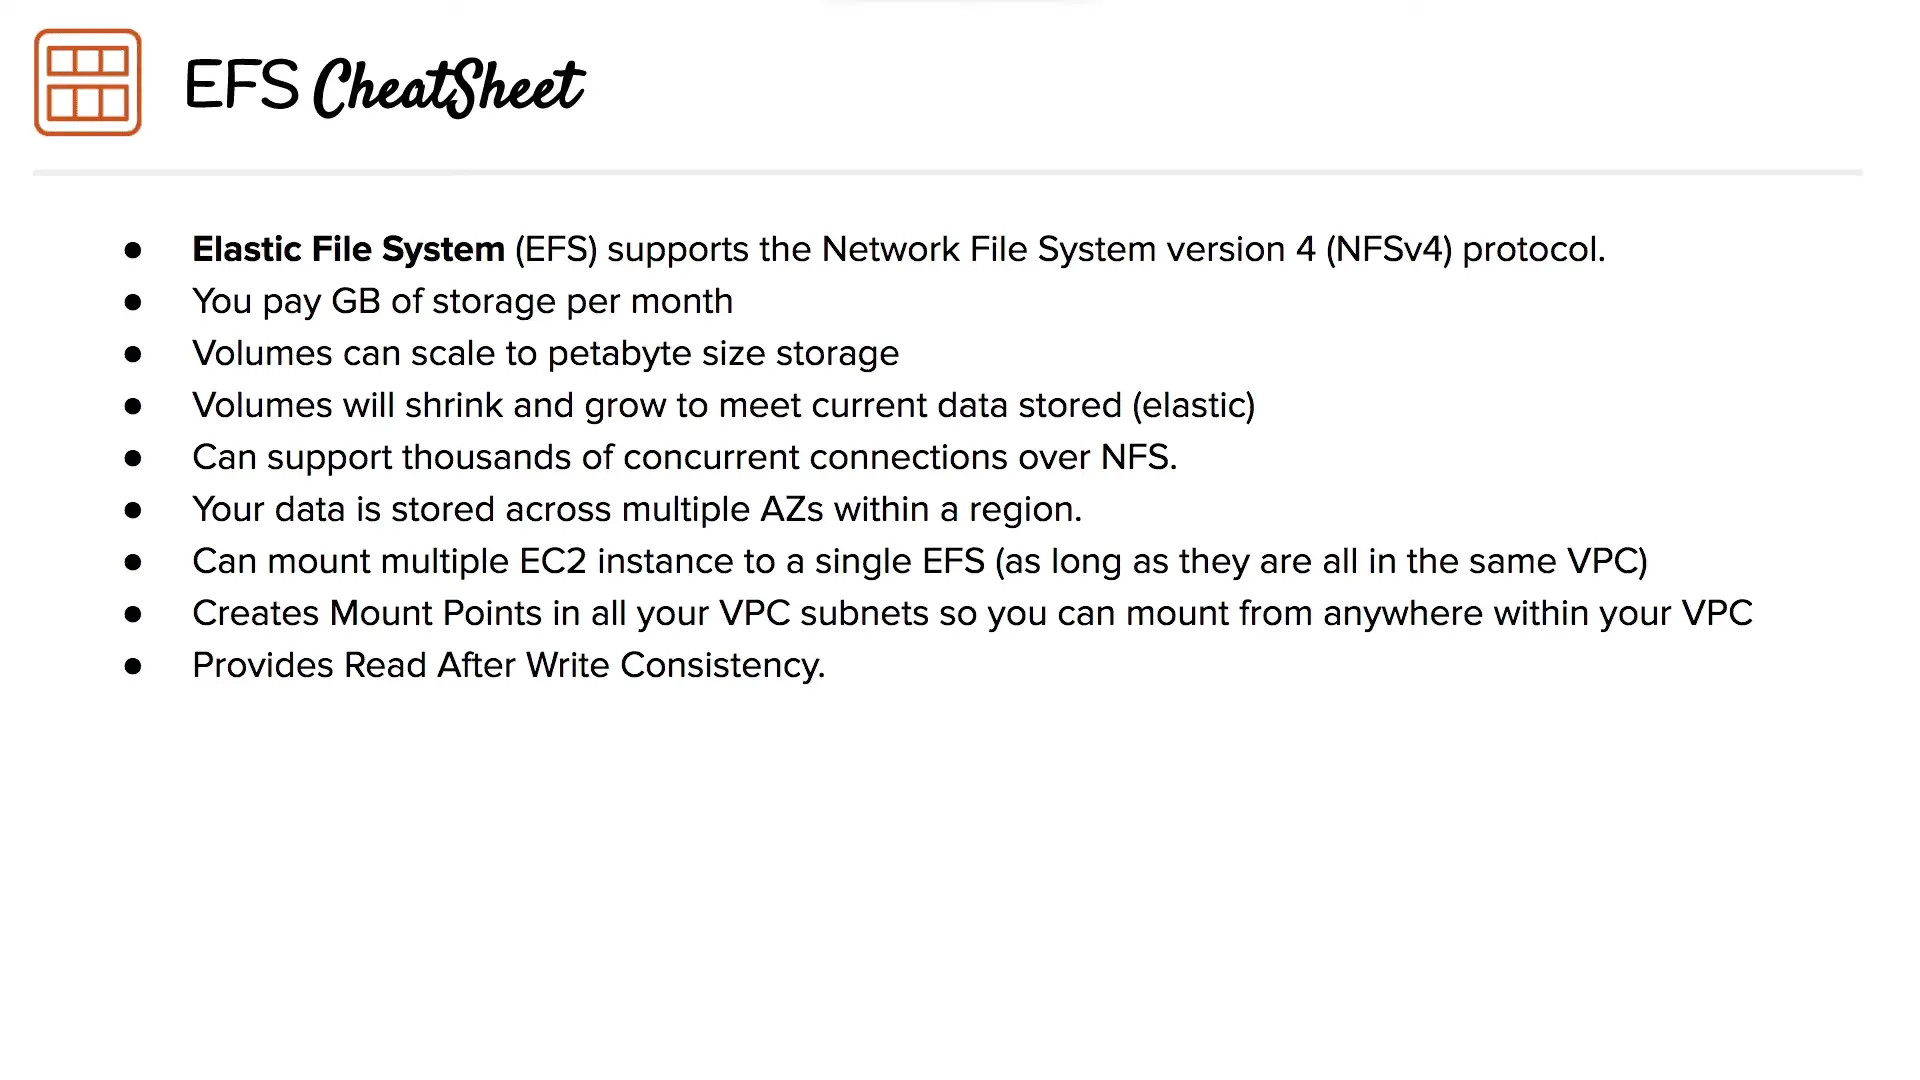 EFS CheatSheet
● Elastic File System (EFS) supports the Network File System version 4 (NFSv4) protocol.
● You pay GB of storage per month
● Volumes can scale to petabyte size storage
● Volumes will shrink and grow to meet current data stored (elastic)
● Can support thousands of concurrent connections over NFS.
● Your data is stored across multiple AZs within a region.
● Can mount multiple EC2 instance to a single EFS (as long as they are all in the same VPC)
● Creates Mount Points in all your VPC subnets so you can mount from anywhere within your VPC
● Provides Read After Write Consistency.